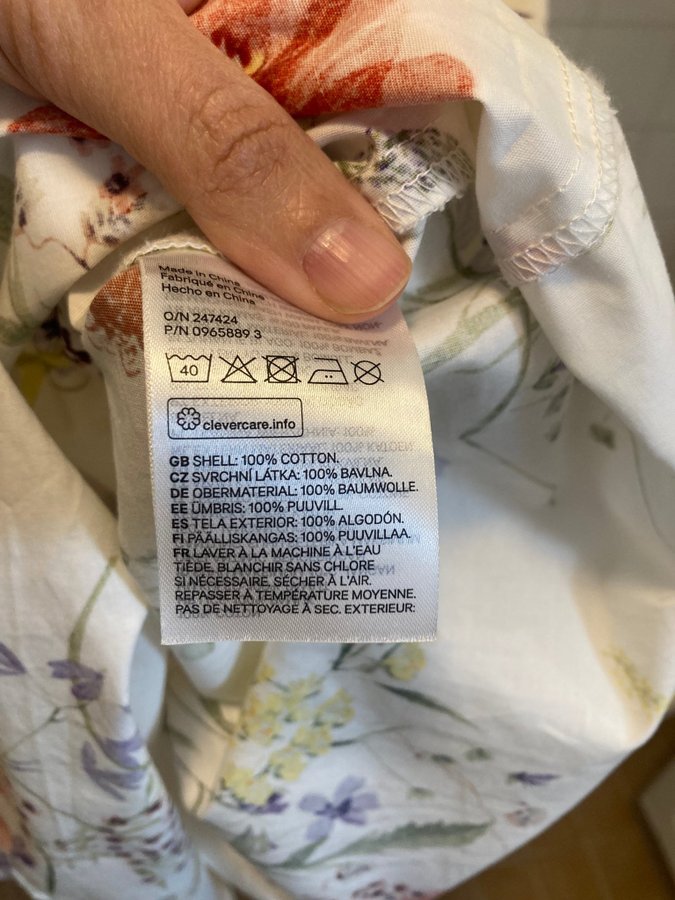 Made in China
Fabriqué en Chine
Hecho en China
O/N 247424
P/N 0965889 3
40
clevercare.info
GB SHELL: 100% COTTON.
CZ SVRCHNÍ LÁTKA: 100% BAVLNA.
DE OBERMATERIAL: 100% BAUMWOLLE.
EE ÜMBRIS: 100% PUUVILL.
ES TELA EXTERIOR: 100% ALGODÓN.
FI PÄÄLLISKANGAS: 100% PUUVILLAA.
FR LAVER À LA MACHINE À L'EAU
TIÈDE. BLANCHIR SANS CHLORE
SI NÉCESSAIRE. SÉCHER À L'AIR.
REPASSER À TEMPÉRATURE MOYENNE.
PAS DE NETTOYAGE À SEC. EXTERIEUR: